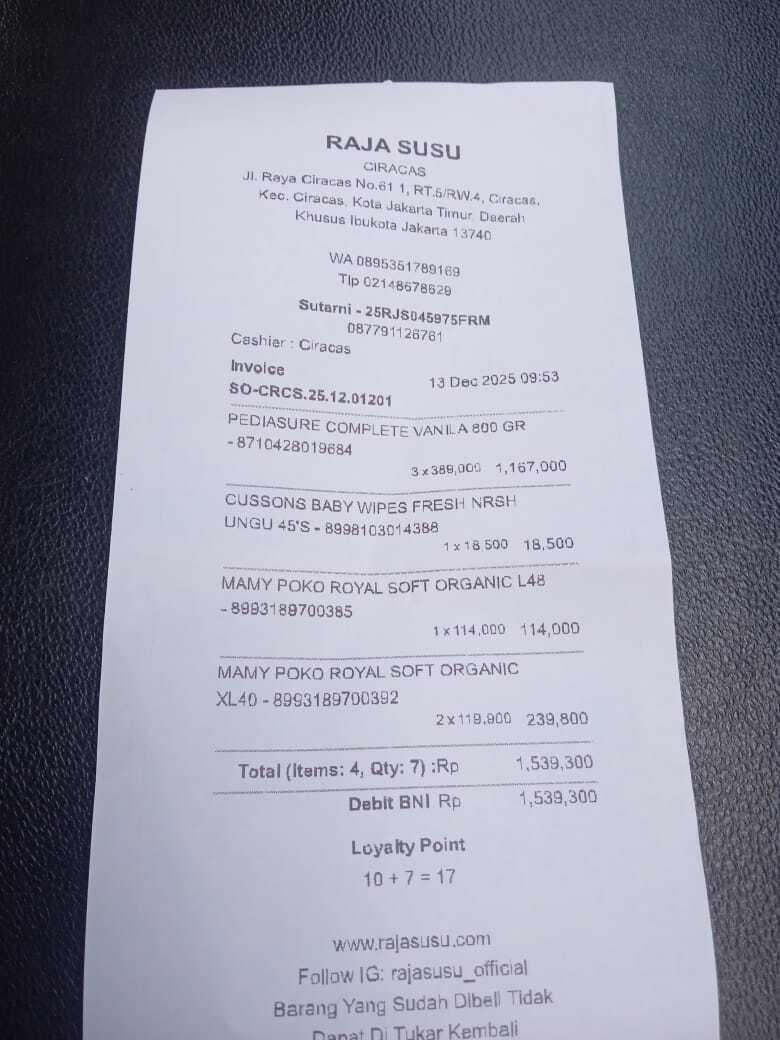 RAJA SUSU
CIRACAS
Jl. Raya Ciracas No.61 1, RT.5/RW.4, Ciracas,
Kec. Ciracas, Kota Jakarta Timur, Daerah
Khusus Ibukota Jakarta 13740
WA 0895351789169
Tlp 02148678629
Sutarni - 25RJS045975FRM
087791126761
Cashier : Ciracas
Invoice 13 Dec 2025 09:53
SO-CRCS.25.12.01201
PEDIASURE COMPLETE VANILA 800 GR
- 8710428019684
3 x 389,000 1,167,000
CUSSONS BABY WIPES FRESH NRSH
UNGU 45'S - 8998103014388
1 x 18,500 18,500
MAMY POKO ROYAL SOFT ORGANIC L48
- 8993189700385
1 x 114,000 114,000
MAMY POKO ROYAL SOFT ORGANIC
XL40 - 8993189700392
2 x 119,900 239,800
Total (Items: 4, Qty: 7) :Rp 1,539,300
Debit BNI Rp 1,539,300
Loyalty Point
10 + 7 = 17
www.rajasusu.com
Follow IG: rajasusu_official
Barang Yang Sudah Dibeli Tidak
Dapat Di Tukar Kembali